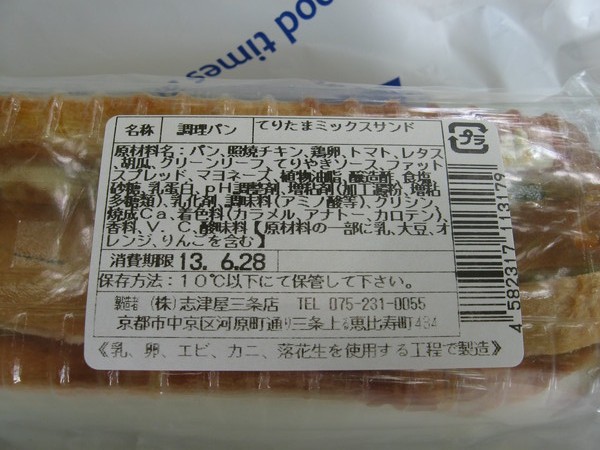 ood times
名称 調理パン てりたまミックスサンド
プラ
原材料名:パン、照焼チキン、鶏卵、トマト、レタス
、胡瓜、グリーンリーフ、てりやきソース、ファット
スプレッド、マヨネーズ、植物油脂、醸造酢、食塩、
砂糖、乳蛋白、pH調整剤、増粘剤(加工澱粉、増粘
多糖類)、乳化剤、調味料(アミノ酸等)、グリシン、
焼成Ca、着色料(カラメル、アナトー、カロテン)、
香料、V.C、酸味料【原材料の一部に乳、大豆、オ
レンジ、りんごを含む】
消費期限 13. 6.28
保存方法:10℃以下にて保管して下さい。
製造者 (株)志津屋三条店 TEL 075-231-0055
京都市中京区河原町通り三条上る恵比寿町434
《乳、卵、エビ、カニ、落花生を使用する工程で製造》
4 582317 113179